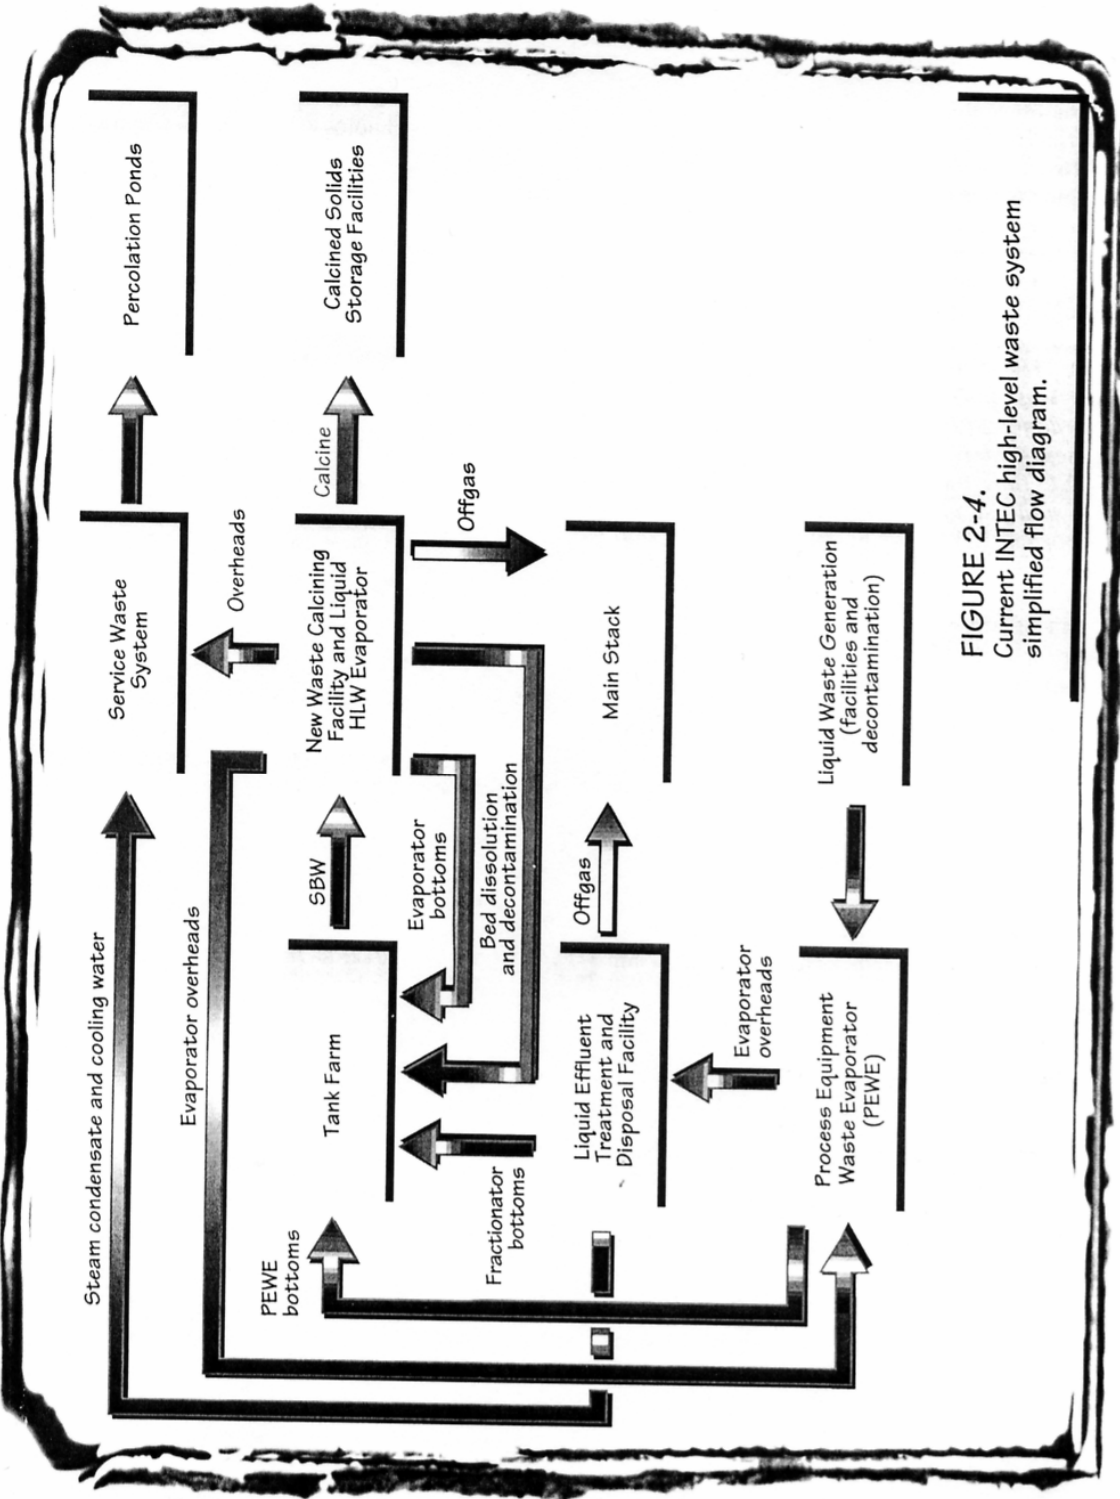 Steam condensate and cooling water
Service Waste
System
Percolation Ponds
Evaporator overheads
Overheads
PEWE
bottoms
Tank Farm
SBW
New Waste Calcining
Facility and Liquid
HLW Evaporator
Calcine
Calcined Solids
Storage Facilities
Evaporator
bottoms
Offgas
Bed dissolution
and decontamination
Fractionator
bottoms
Liquid Effluent
Treatment and
Disposal Facility
Offgas
Main Stack
Evaporator
overheads
Process Equipment
Waste Evaporator
(PEWE)
Liquid Waste Generation
(facilities and
decontamination)
FIGURE 2-4.
Current INTEC high-level waste system
simplified flow diagram.